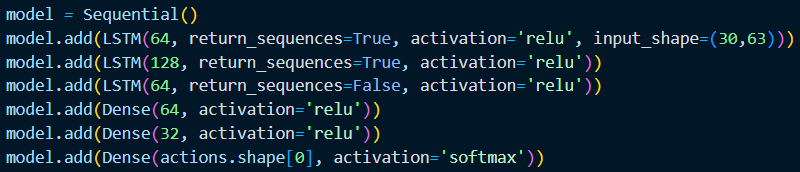 model = Sequential()
model.add(LSTM(64, return_sequences=True, activation='relu', input_shape=(30,63)))
model.add(LSTM(128, return_sequences=True, activation='relu'))
model.add(LSTM(64, return_sequences=False, activation='relu'))
model.add(Dense(64, activation='relu'))
model.add(Dense(32, activation='relu'))
model.add(Dense(actions.shape[0], activation='softmax'))